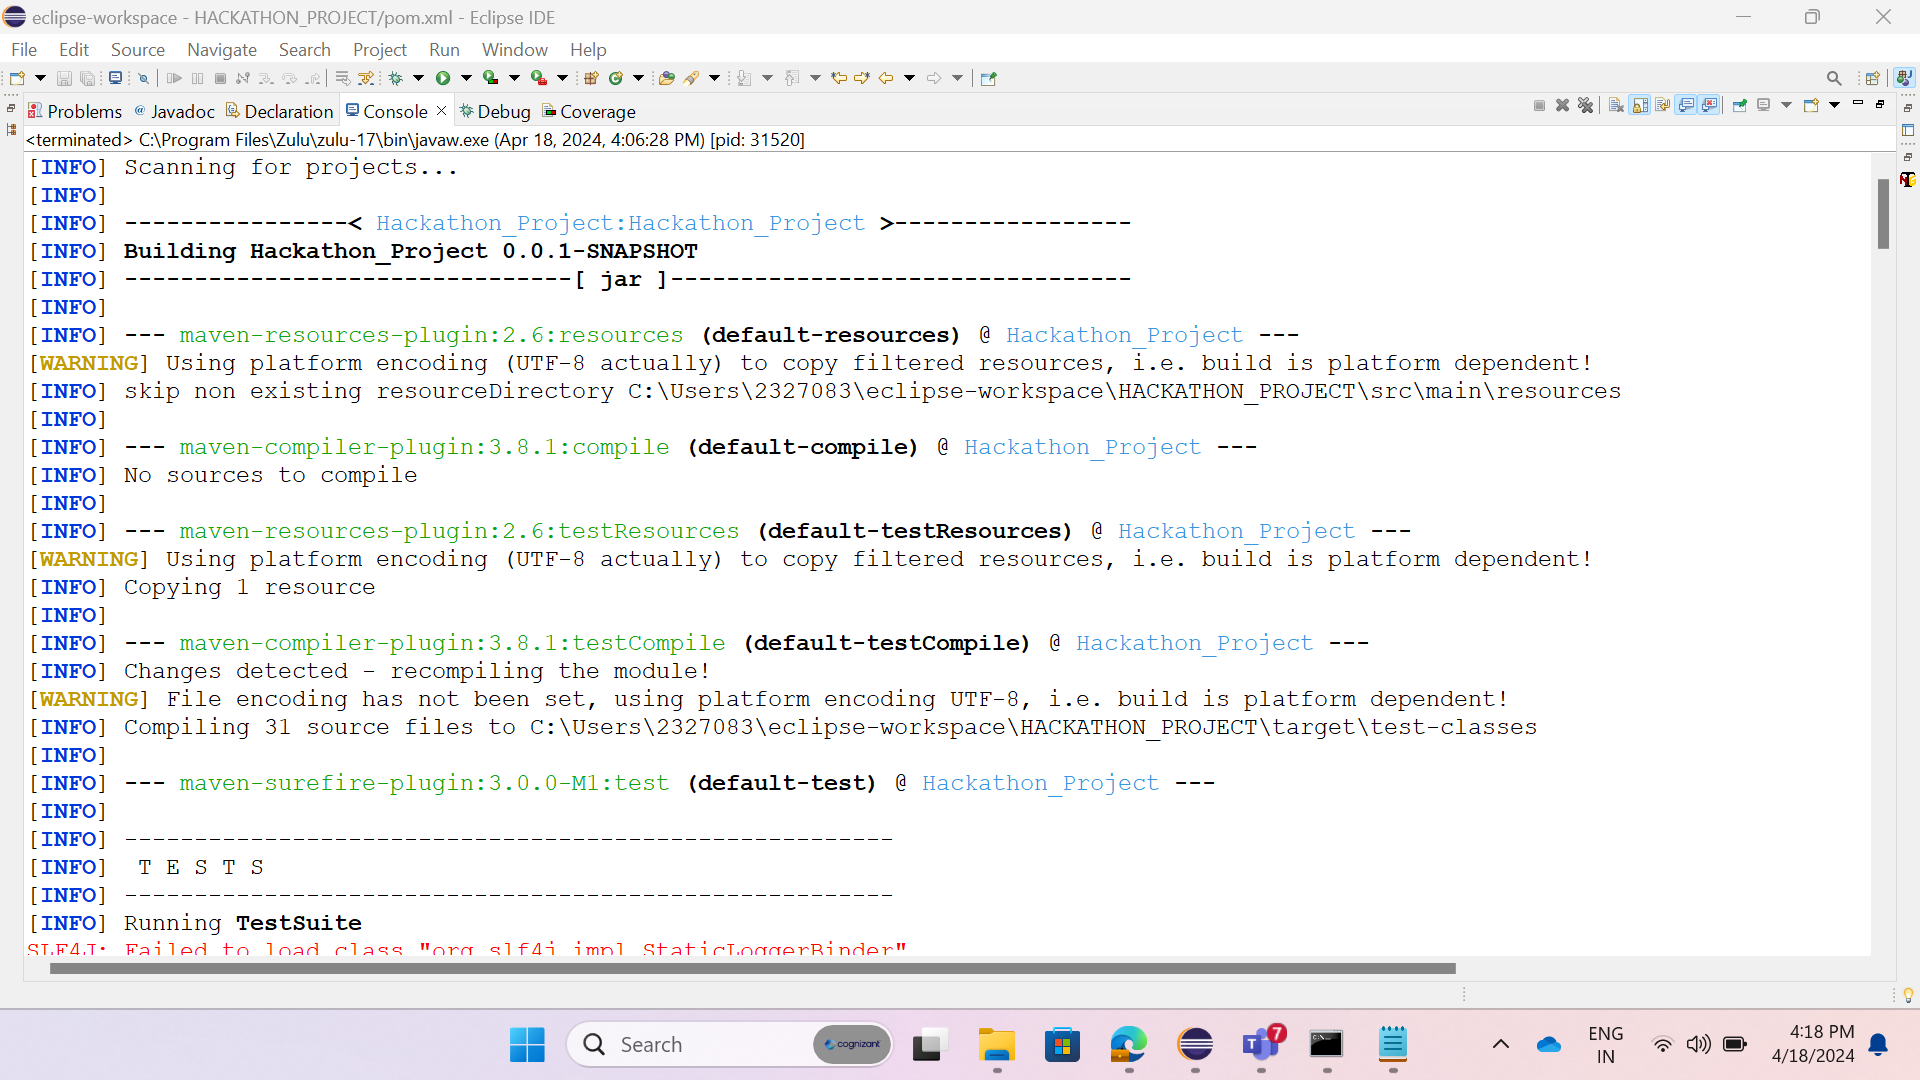 eclipse-workspace - HACKATHON_PROJECT/pom.xml - Eclipse IDE
File Edit Source Navigate Search Project Run Window Help
Problems @ Javadoc Declaration Console Debug Coverage
<terminated> C:\Program Files\Zulu\zulu-17\bin\javaw.exe (Apr 18, 2024, 4:06:28 PM) [pid: 31520]
[INFO] Scanning for projects...
[INFO]
[INFO] ----------------< Hackathon_Project:Hackathon_Project >-----------------
[INFO] Building Hackathon_Project 0.0.1-SNAPSHOT
[INFO] --------------------------------[ jar ]---------------------------------
[INFO]
[INFO] --- maven-resources-plugin:2.6:resources (default-resources) @ Hackathon_Project ---
[WARNING] Using platform encoding (UTF-8 actually) to copy filtered resources, i.e. build is platform dependent!
[INFO] skip non existing resourceDirectory C:\Users\2327083\eclipse-workspace\HACKATHON_PROJECT\src\main\resources
[INFO]
[INFO] --- maven-compiler-plugin:3.8.1:compile (default-compile) @ Hackathon_Project ---
[INFO] No sources to compile
[INFO]
[INFO] --- maven-resources-plugin:2.6:testResources (default-testResources) @ Hackathon_Project ---
[WARNING] Using platform encoding (UTF-8 actually) to copy filtered resources, i.e. build is platform dependent!
[INFO] Copying 1 resource
[INFO]
[INFO] --- maven-compiler-plugin:3.8.1:testCompile (default-testCompile) @ Hackathon_Project ---
[INFO] Changes detected - recompiling the module!
[WARNING] File encoding has not been set, using platform encoding UTF-8, i.e. build is platform dependent!
[INFO] Compiling 31 source files to C:\Users\2327083\eclipse-workspace\HACKATHON_PROJECT\target\test-classes
[INFO]
[INFO] --- maven-surefire-plugin:3.0.0-M1:test (default-test) @ Hackathon_Project ---
[INFO]
[INFO] -------------------------------------------------------
[INFO]  T E S T S
[INFO] -------------------------------------------------------
[INFO] Running TestSuite
SLF4J: Failed to load class "org.slf4j.impl.StaticLoggerBinder"
Search cognizant 7 ENG 4:18 PM
IN 4/18/2024